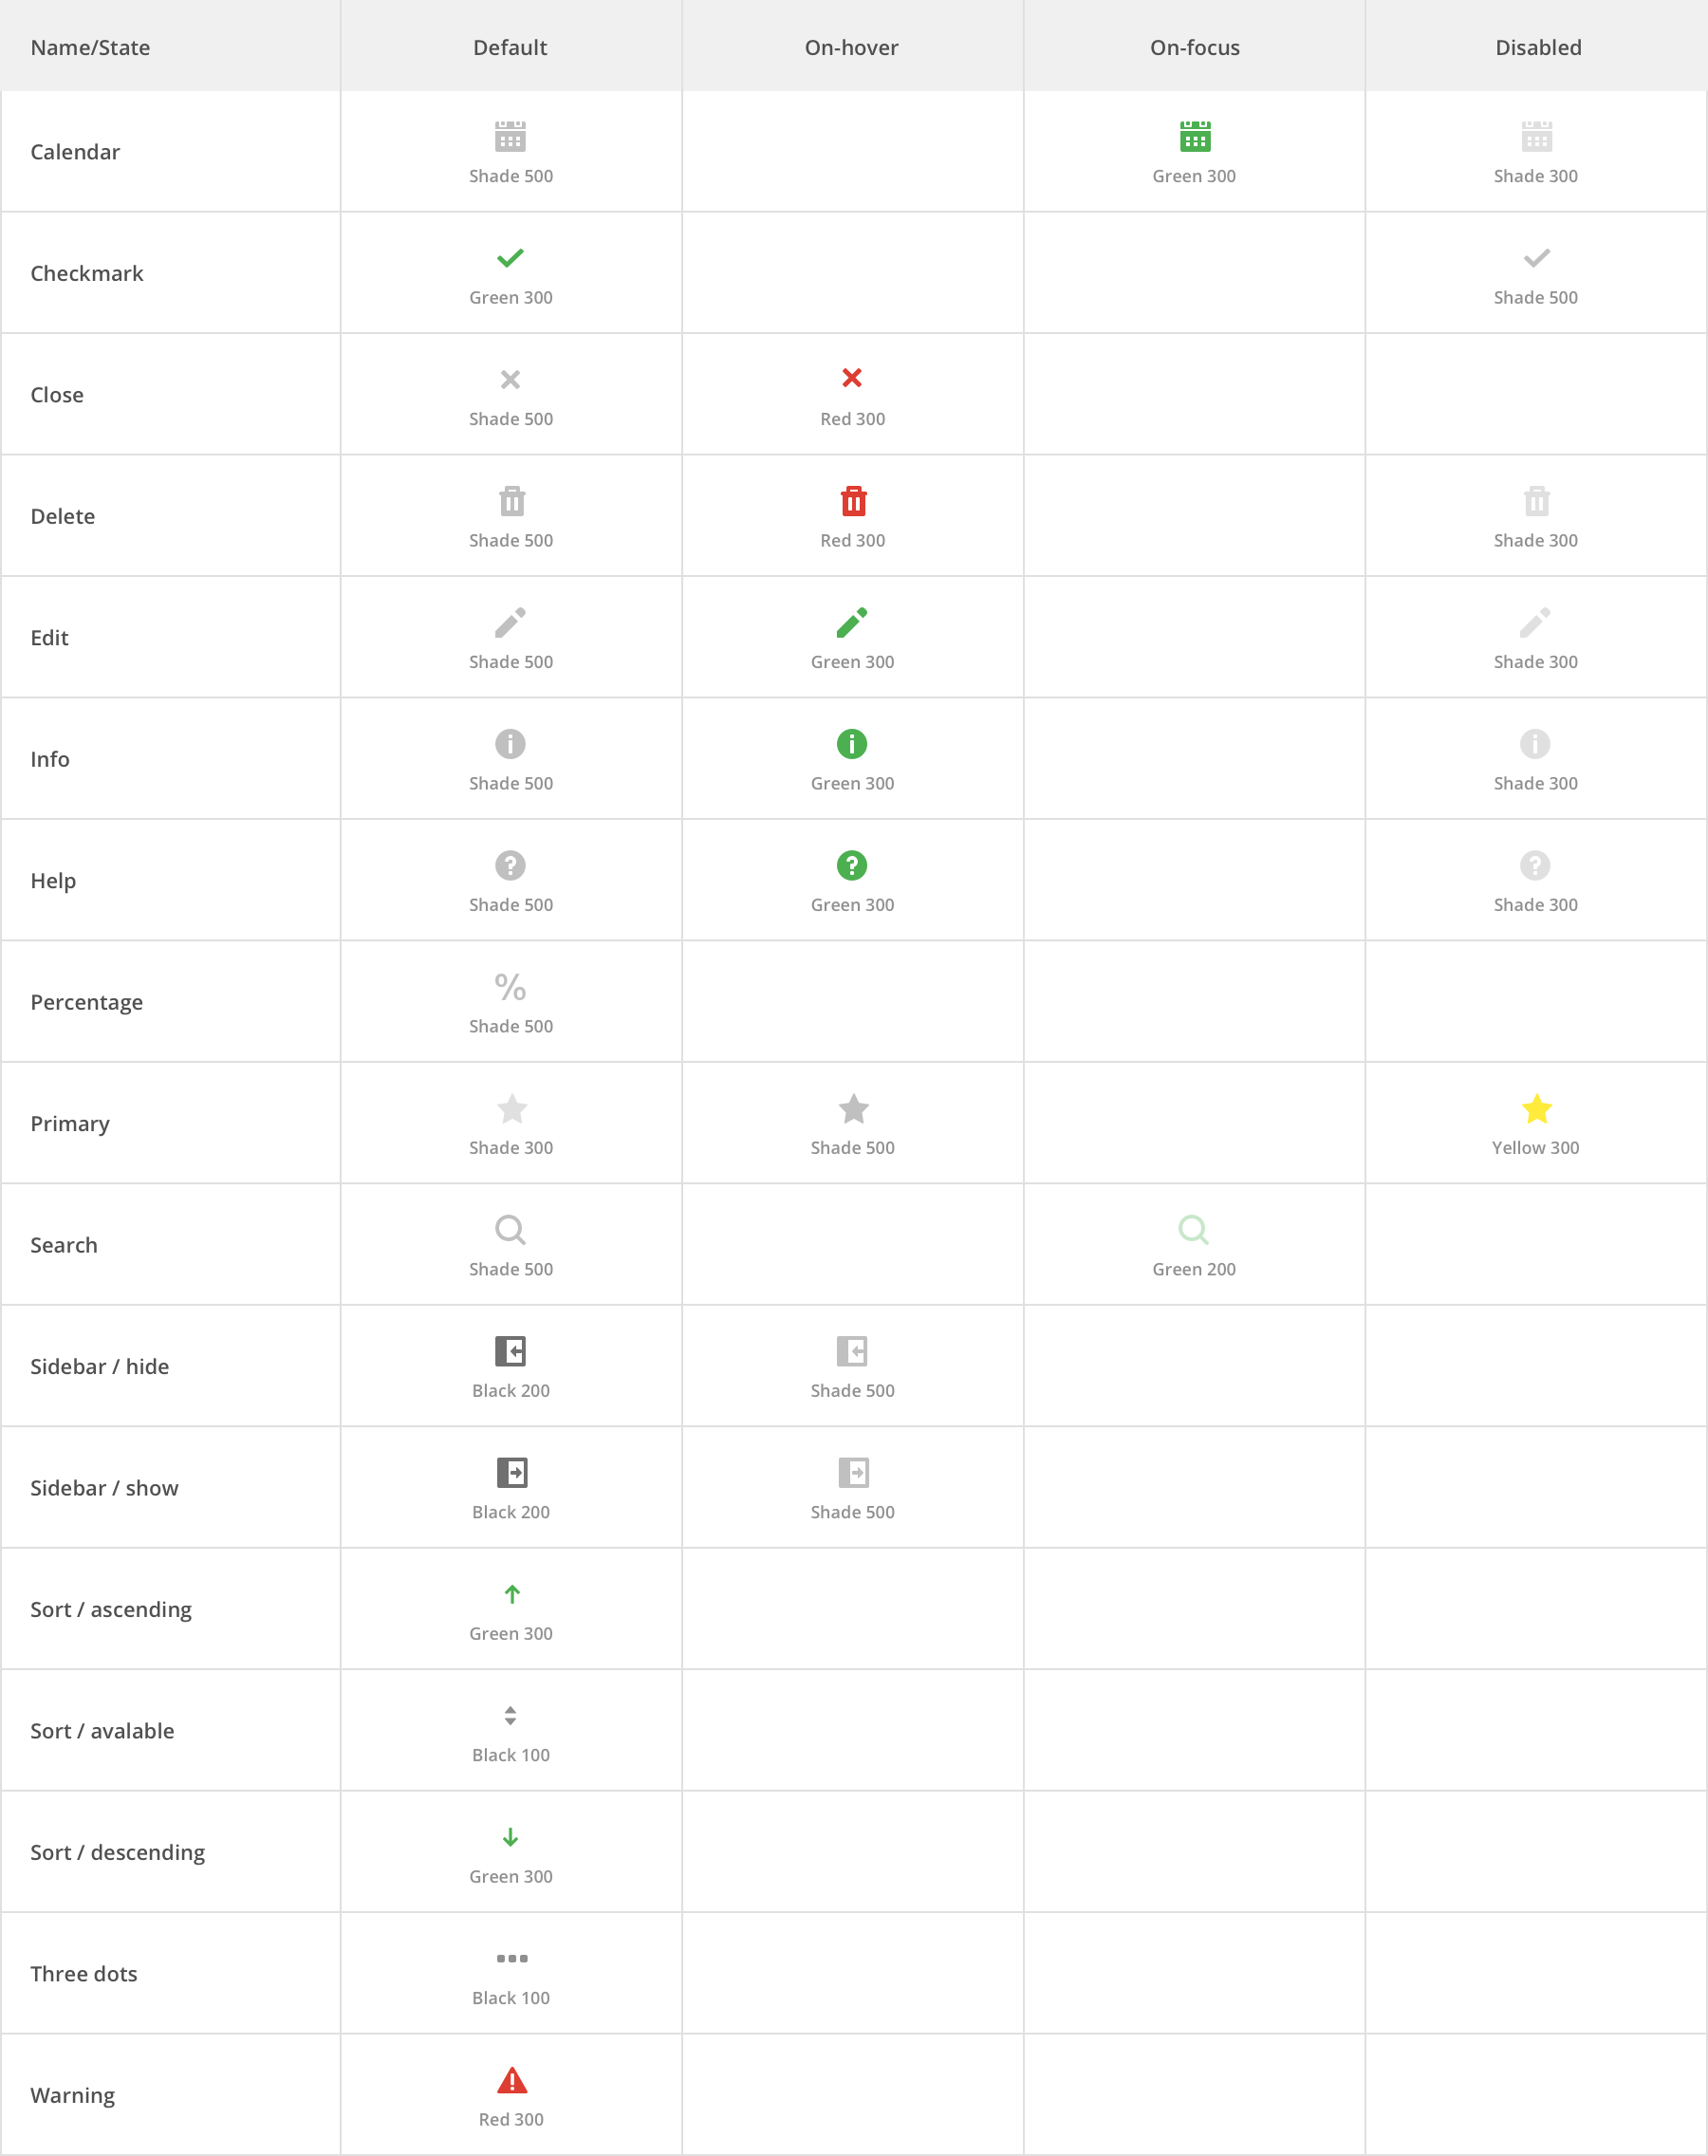 Name/State Default On-hover On-focus Disabled
Calendar
Shade 500 Green 300 Shade 300
Checkmark
Green 300 Shade 500
Close
Shade 500 Red 300
Delete
Shade 500 Red 300 Shade 300
Edit
Shade 500 Green 300 Shade 300
Info
Shade 500 Green 300 Shade 300
Help
Shade 500 Green 300 Shade 300
Percentage
%
Shade 500
Primary
Shade 300 Shade 500 Yellow 300
Search
Shade 500 Green 200
Sidebar / hide
Black 200 Shade 500
Sidebar / show
Black 200 Shade 500
Sort / ascending
Green 300
Sort / avalable
Black 100
Sort / descending
Green 300
Three dots
Black 100
Warning
Red 300